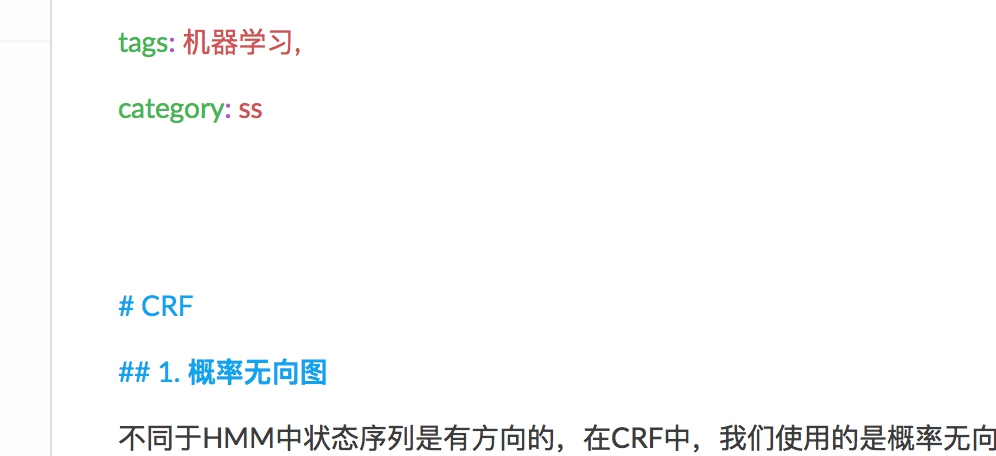 tags: 机器学习,
category: ss
# CRF
## 1. 概率无向图
不同于HMM中状态序列是有方向的，在CRF中，我们使用的是概率无向